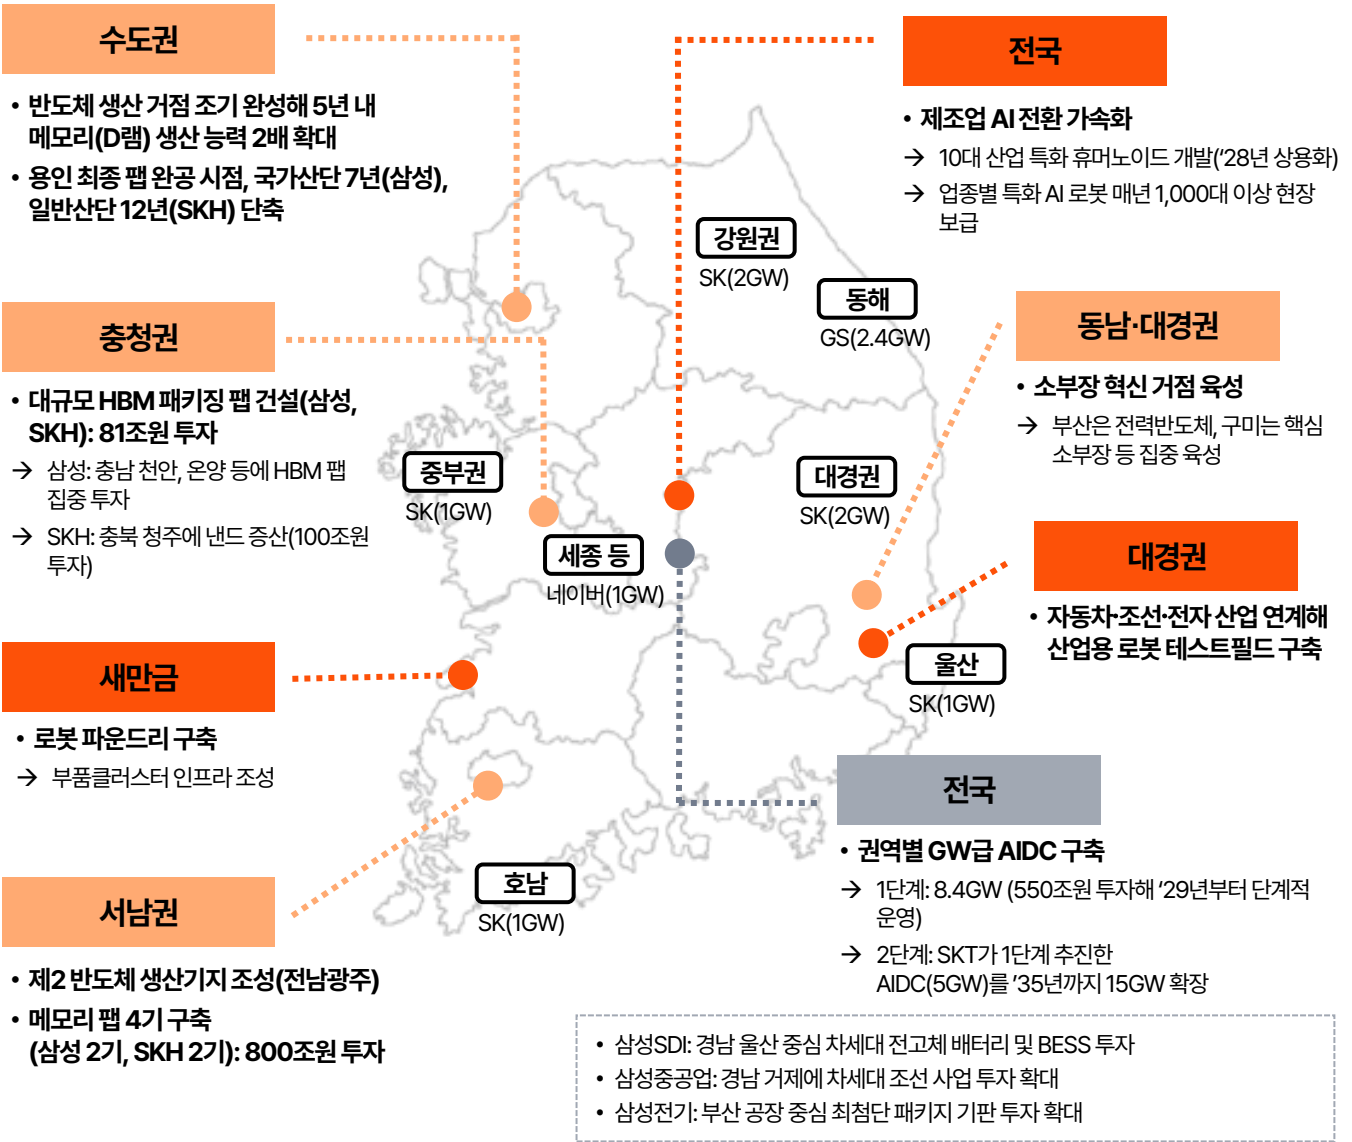 수도권
• 반도체 생산 거점 조기 완성해 5년 내
메모리(D램) 생산 능력 2배 확대
• 용인 최종 팹 완공 시점, 국가산단 7년(삼성),
일반산단 12년(SKH) 단축
충청권
• 대규모 HBM 패키징 팹 건설(삼성,
SKH): 81조원 투자
→ 삼성: 충남 천안, 온양 등에 HBM 팹
집중 투자
→ SKH: 충북 청주에 낸드 증산(100조원
투자)
새만금
• 로봇 파운드리 구축
→ 부품클러스터 인프라 조성
서남권
• 제2 반도체 생산기지 조성(전남광주)
• 메모리 팹 4기 구축
(삼성 2기, SKH 2기): 800조원 투자
강원권
SK(2GW)
동해
GS(2.4GW)
중부권
SK(1GW)
세종 등
네이버(1GW)
대경권
SK(2GW)
울산
SK(1GW)
호남
SK(1GW)
전국
• 제조업 AI 전환 가속화
→ 10대 산업 특화 휴머노이드 개발('28년 상용화)
→ 업종별 특화 AI 로봇 매년 1,000대 이상 현장
보급
동남·대경권
• 소부장 혁신 거점 육성
→ 부산은 전력반도체, 구미는 핵심
소부장 등 집중 육성
대경권
• 자동차·조선·전자 산업 연계해
산업용 로봇 테스트필드 구축
전국
• 권역별 GW급 AIDC 구축
→ 1단계: 8.4GW (550조원 투자해 '29년부터 단계적
운영)
→ 2단계: SKT가 1단계 추진한
AIDC(5GW)를 '35년까지 15GW 확장
• 삼성SDI: 경남 울산 중심 차세대 전고체 배터리 및 BESS 투자
• 삼성중공업: 경남 거제에 차세대 조선 사업 투자 확대
• 삼성전기: 부산 공장 중심 최첨단 패키지 기판 투자 확대